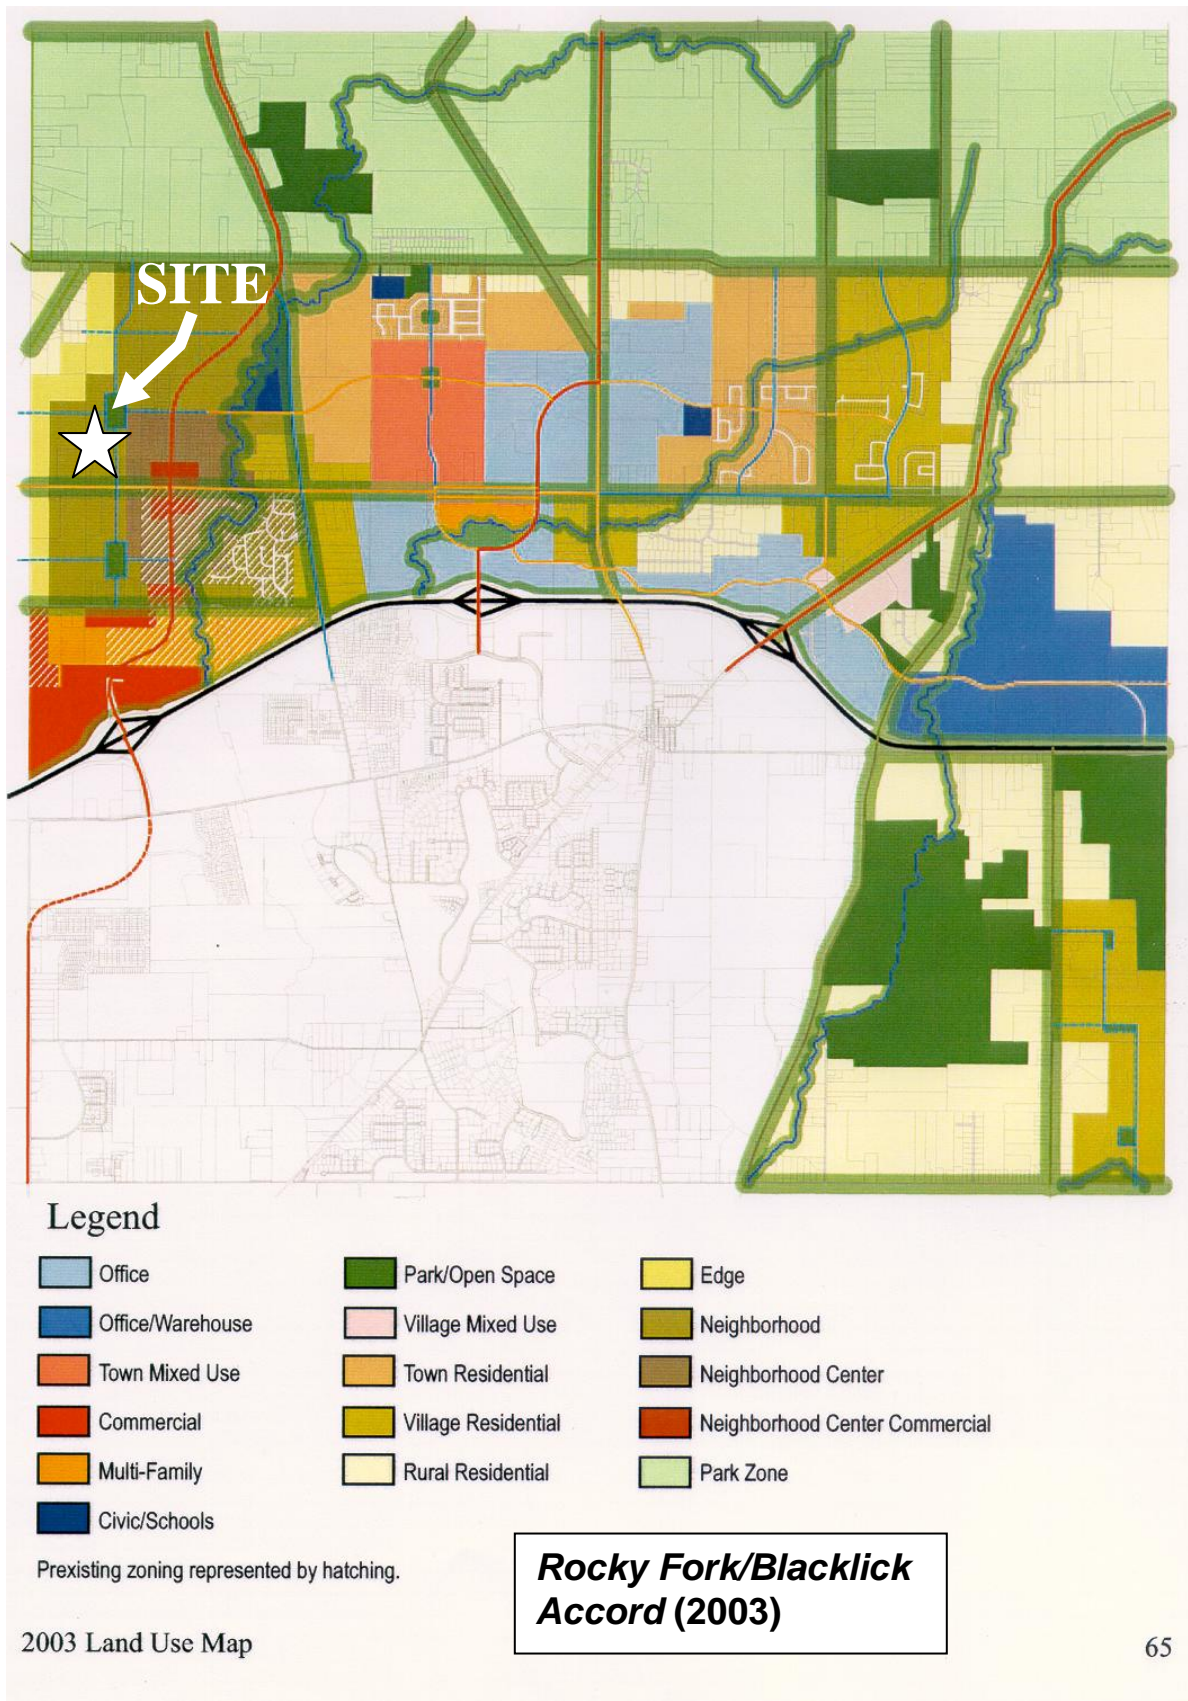 SITE
Legend
Office
Park/Open Space
Edge
Office/Warehouse
Village Mixed Use
Neighborhood
Town Mixed Use
Town Residential
Neighborhood Center
Commercial
Village Residential
Neighborhood Center Commercial
Multi-Family
Rural Residential
Park Zone
Civic/Schools
Prexisting zoning represented by hatching.
Rocky Fork/Blacklick
Accord (2003)
2003 Land Use Map
65